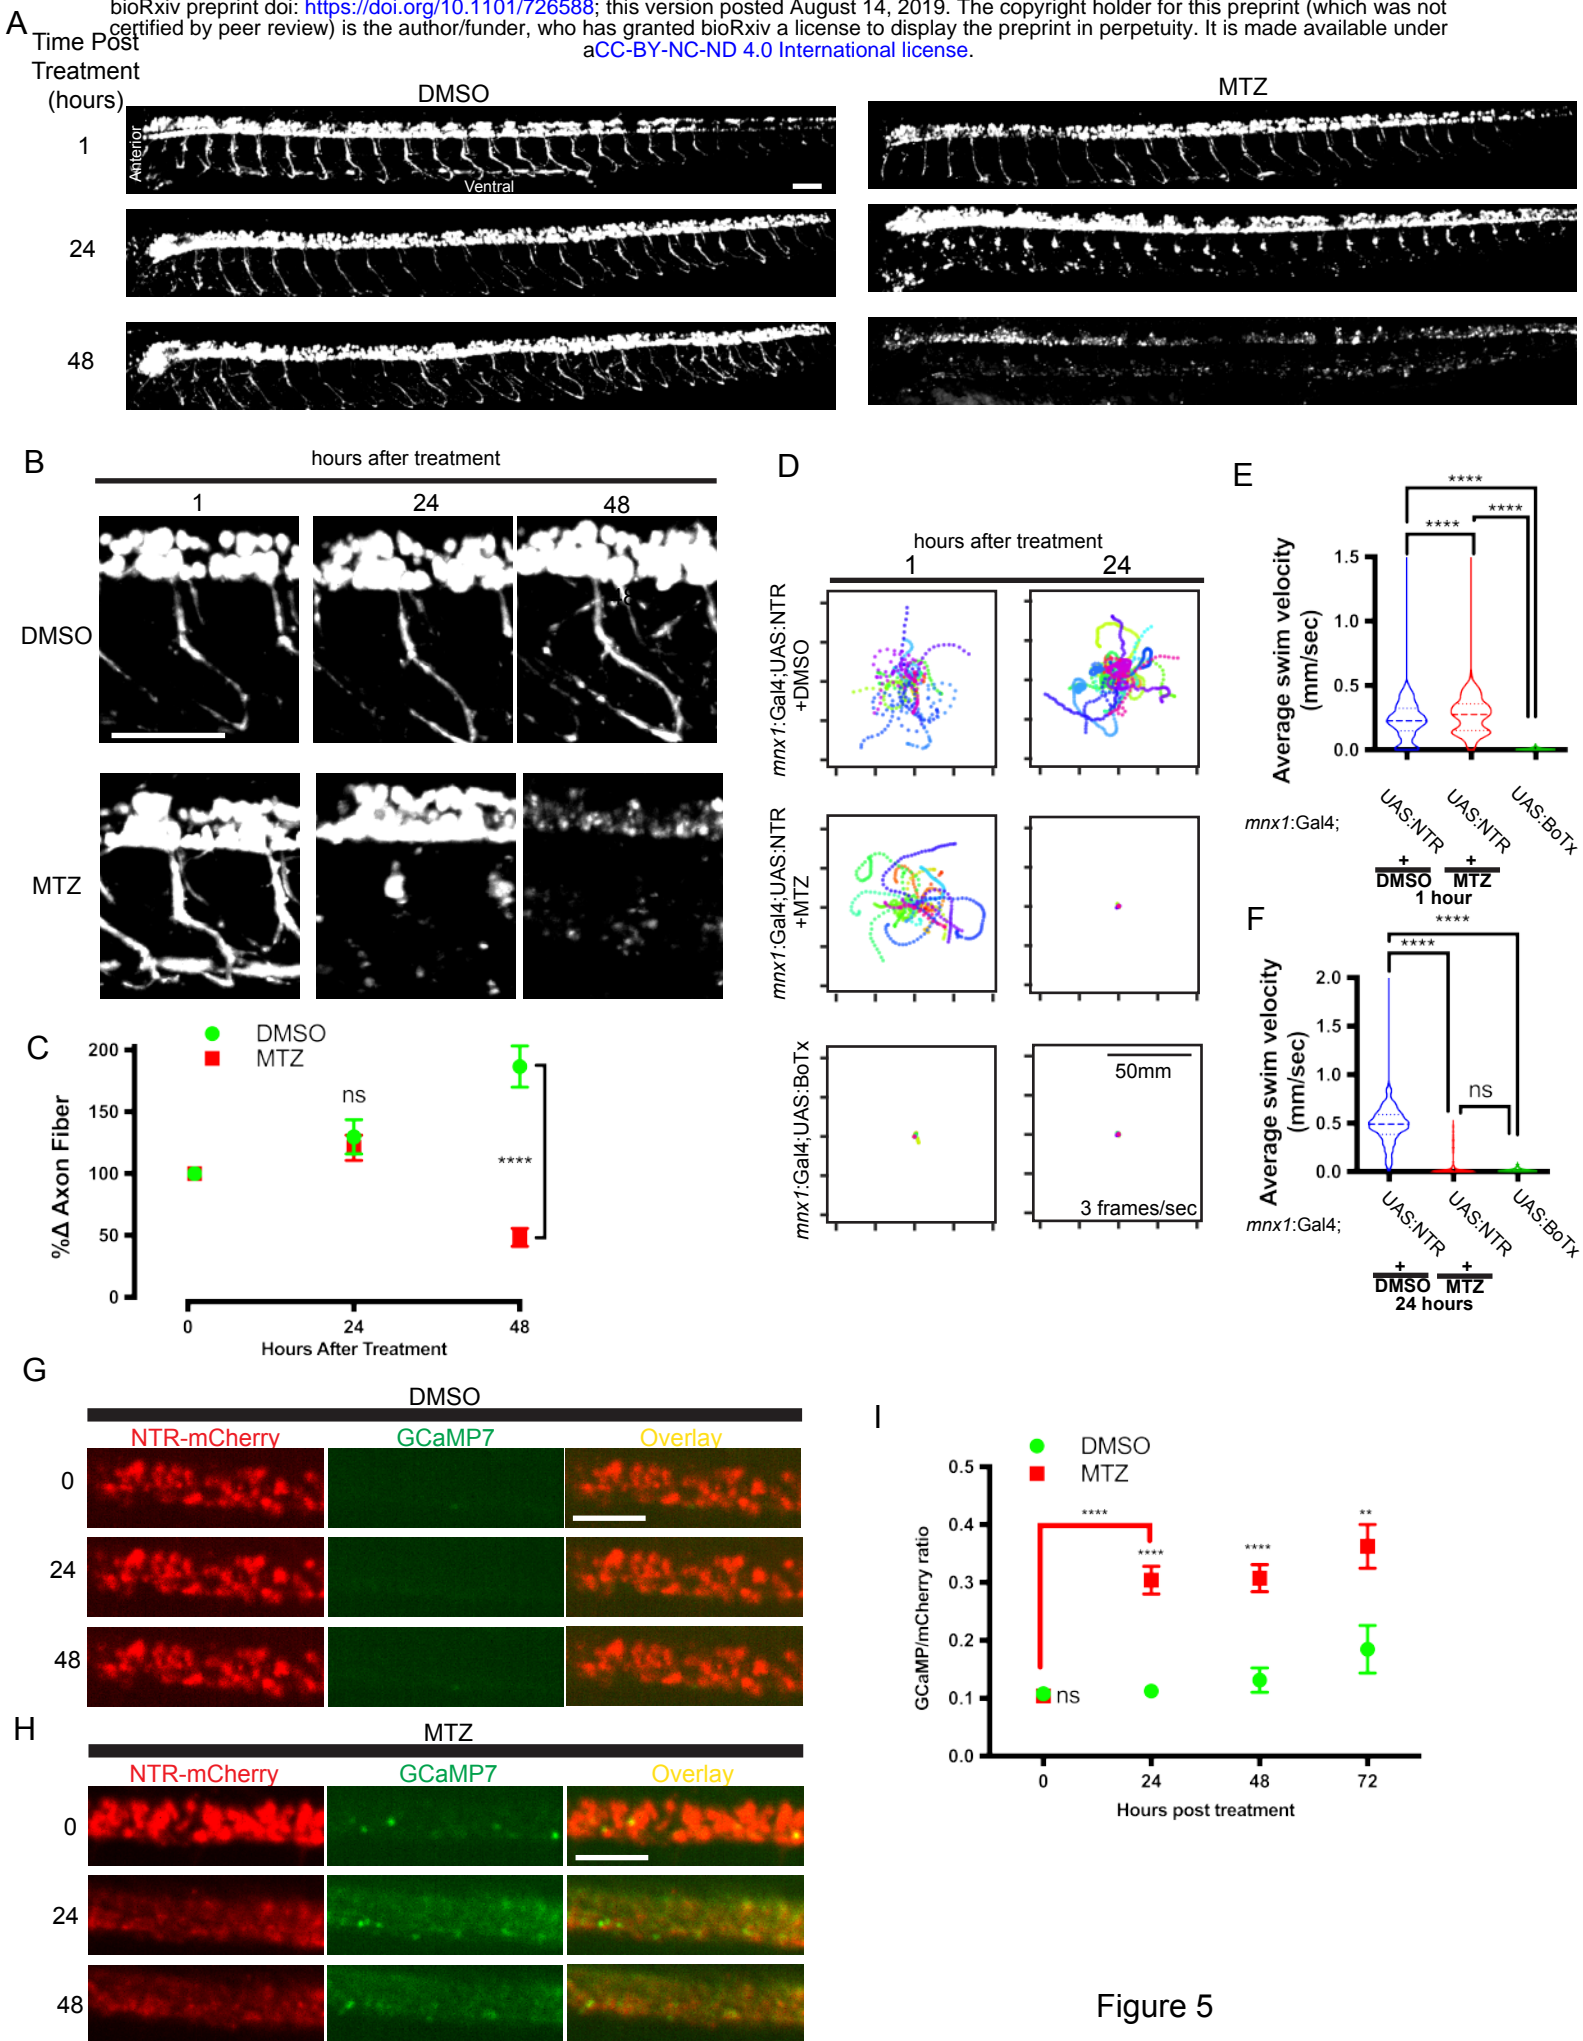 bioRxiv preprint doi: https://doi.org/10.1101/726588; this version posted August 14, 2019. The copyright holder for this preprint (which was not
certified by peer review) is the author/funder, who has granted bioRxiv a license to display the preprint in perpetuity. It is made available under
aCC-BY-NC-ND 4.0 International license.
A
Time Post
Treatment
(hours)
DMSO
MTZ
1
Anterior
Ventral
24
48
B
hours after treatment
1
24
48
DMSO
MTZ
C
DMSO
MTZ
200
150
100
50
0
%Δ Axon Fiber
ns
****
0
24
48
Hours After Treatment
D
hours after treatment
1
24
mnx1:Gal4;UAS:NTR
+DMSO
mnx1:Gal4;UAS:NTR
+MTZ
mnx1:Gal4;UAS:BoTx
50mm
3 frames/sec
E
****
****
****
Average swim velocity
(mm/sec)
1.5
1.0
0.5
0.0
mnx1:Gal4;
UAS:NTR
UAS:NTR
UAS:BoTx
+
+
DMSO
MTZ
1 hour
F
****
****
ns
Average swim velocity
(mm/sec)
2.0
1.5
1.0
0.5
0.0
mnx1:Gal4;
UAS:NTR
UAS:NTR
UAS:BoTx
+
+
DMSO
MTZ
24 hours
G
DMSO
NTR-mCherry
GCaMP7
Overlay
0
24
48
H
MTZ
NTR-mCherry
GCaMP7
Overlay
0
24
48
I
DMSO
MTZ
0.5
0.4
0.3
0.2
0.1
0.0
GCaMP/mCherry ratio
****
****
****
**
ns
0
24
48
72
Hours post treatment
Figure 5